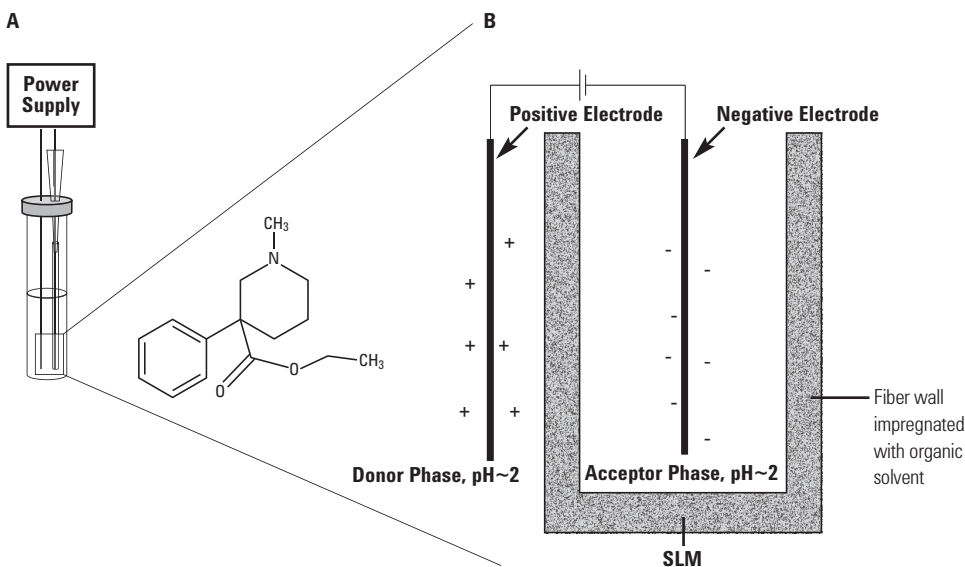 A
B
Power
Supply
Positive Electrode
Negative Electrode
CH₃
N
O
O
CH₃
+
+
+ +
+ +
-
-
-
-
-
-
-
Fiber wall
impregnated
with organic
solvent
Donor Phase, pH~2
Acceptor Phase, pH~2
SLM